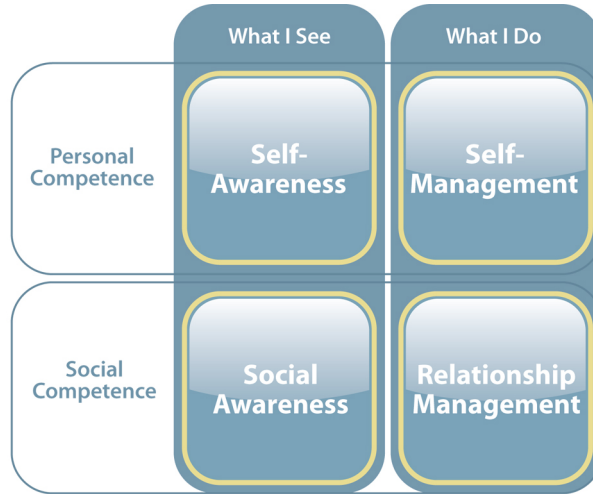 What I See
What I Do
Personal
Competence
Self-
Awareness
Self-
Management
Social
Competence
Social
Awareness
Relationship
Management